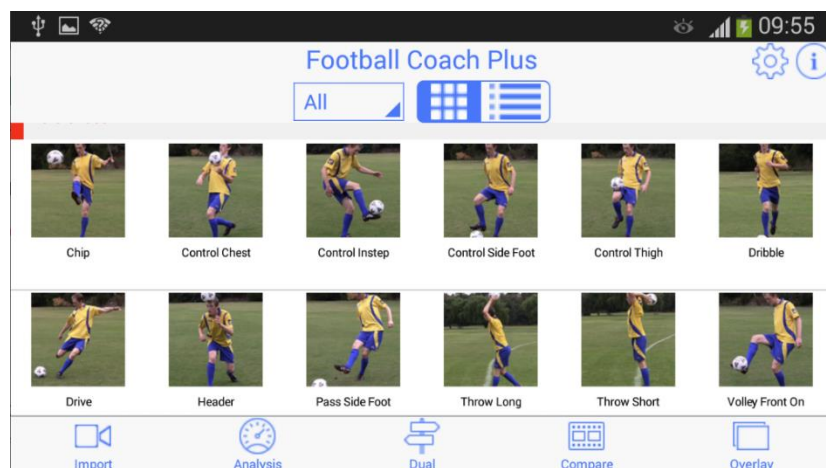 09:55
Football Coach Plus
All
Chip
Control Chest
Control Instep
Control Side Foot
Control Thigh
Dribble
Drive
Header
Pass Side Foot
Throw Long
Throw Short
Volley Front On
Import
Analysis
Dual
Compare
Overlay